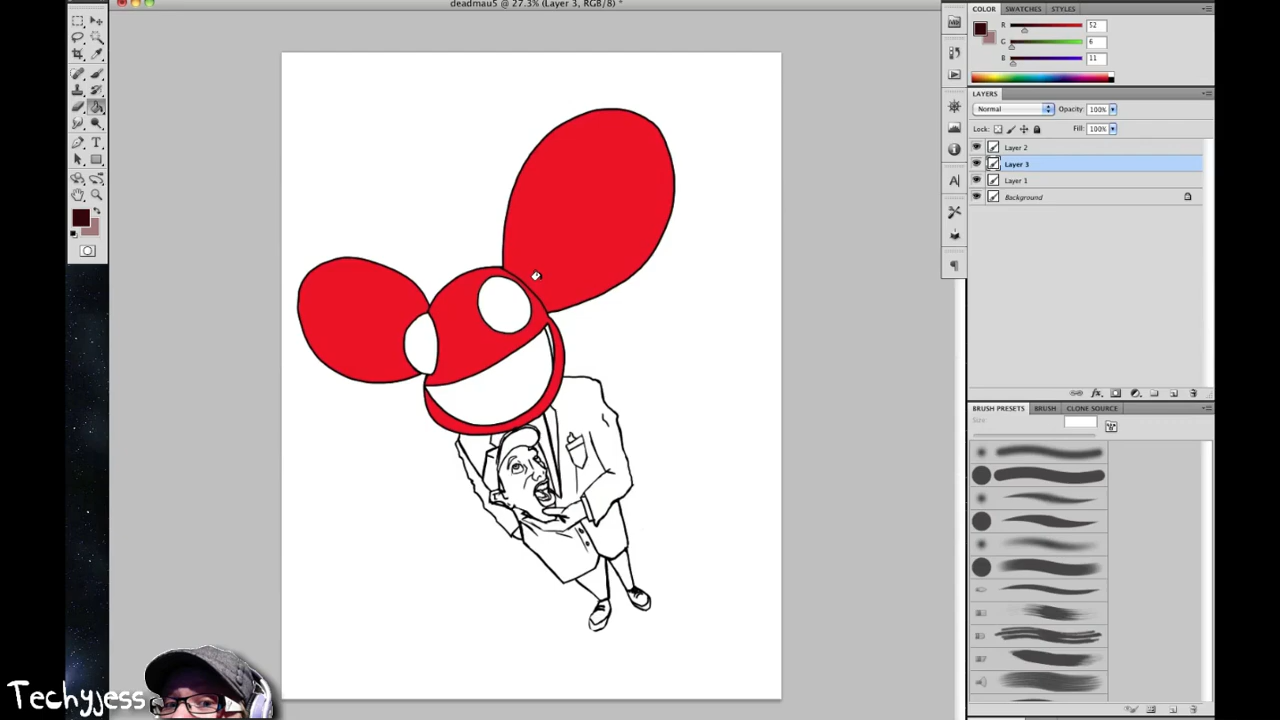 deadmau5 @ 27.3% (Layer 3, RGB/8) *
COLOR SWATCHES STYLES
R 52
G 6
B 11
LAYERS
Normal Opacity: 100%
Lock: Fill: 100%
Layer 2
Layer 3
Layer 1
Background
BRUSH PRESETS BRUSH CLONE SOURCE
Size
Techyjess